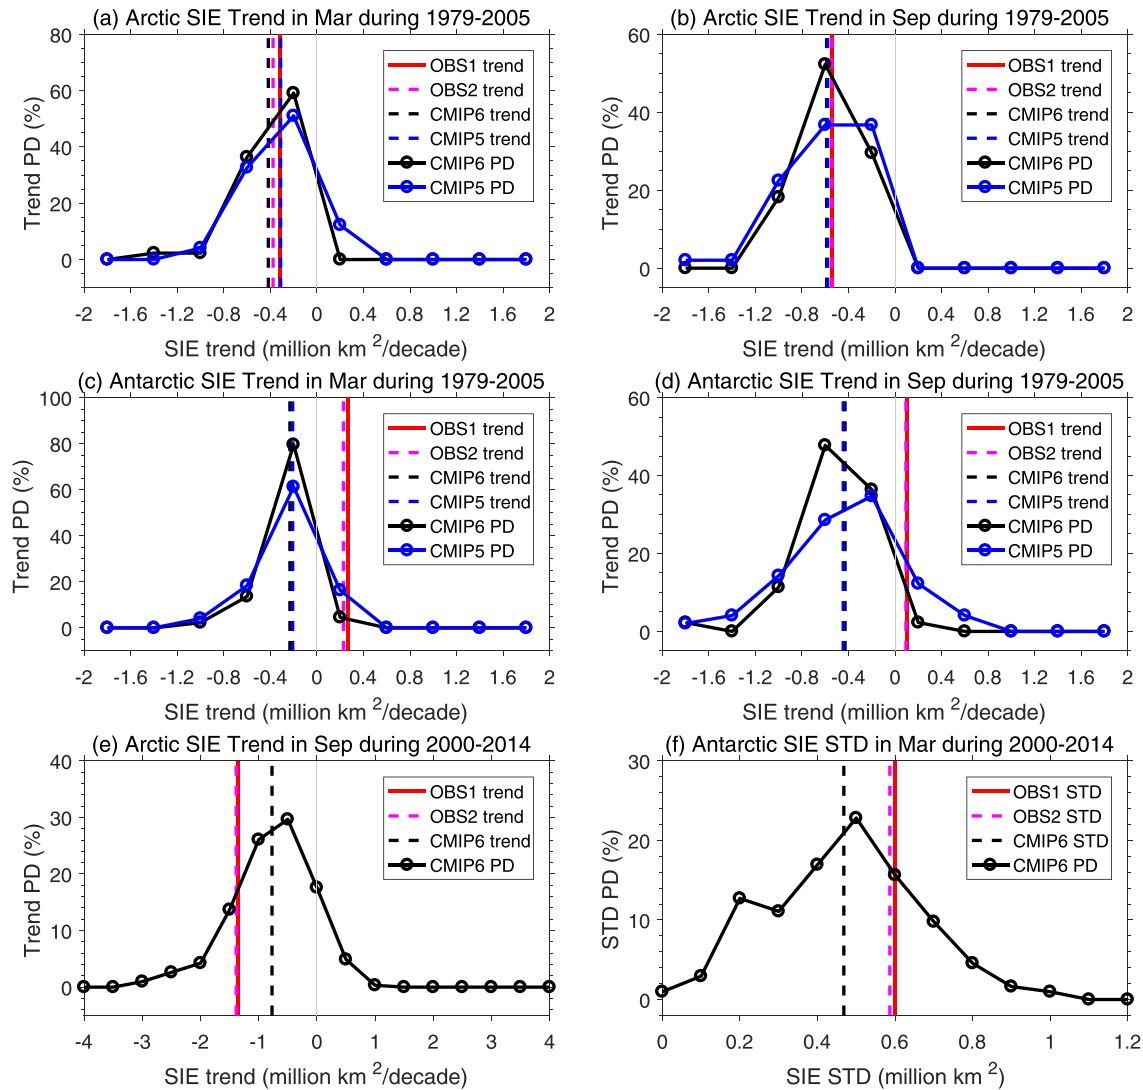 (a) Arctic SIE Trend in Mar during 1979-2005
80
60
40
20
0
Trend PD (%)
OBS1 trend
OBS2 trend
CMIP6 trend
CMIP5 trend
CMIP6 PD
CMIP5 PD
-2 -1.6 -1.2 -0.8 -0.4 0 0.4 0.8 1.2 1.6 2
SIE trend (million km 2/decade)
(b) Arctic SIE Trend in Sep during 1979-2005
60
40
20
0
Trend PD (%)
OBS1 trend
OBS2 trend
CMIP6 trend
CMIP5 trend
CMIP6 PD
CMIP5 PD
-2 -1.6 -1.2 -0.8 -0.4 0 0.4 0.8 1.2 1.6 2
SIE trend (million km 2/decade)
(c) Antarctic SIE Trend in Mar during 1979-2005
100
80
60
40
20
0
Trend PD (%)
OBS1 trend
OBS2 trend
CMIP6 trend
CMIP5 trend
CMIP6 PD
CMIP5 PD
-2 -1.6 -1.2 -0.8 -0.4 0 0.4 0.8 1.2 1.6 2
SIE trend (million km 2/decade)
(d) Antarctic SIE Trend in Sep during 1979-2005
60
40
20
0
Trend PD (%)
OBS1 trend
OBS2 trend
CMIP6 trend
CMIP5 trend
CMIP6 PD
CMIP5 PD
-2 -1.6 -1.2 -0.8 -0.4 0 0.4 0.8 1.2 1.6 2
SIE trend (million km 2/decade)
(e) Arctic SIE Trend in Sep during 2000-2014
40
30
20
10
0
Trend PD (%)
OBS1 trend
OBS2 trend
CMIP6 trend
CMIP6 PD
-4 -3 -2 -1 0 1 2 3 4
SIE trend (million km 2/decade)
(f) Antarctic SIE STD in Mar during 2000-2014
30
20
10
0
STD PD (%)
OBS1 STD
OBS2 STD
CMIP6 STD
CMIP6 PD
0 0.2 0.4 0.6 0.8 1 1.2
SIE STD (million km 2)